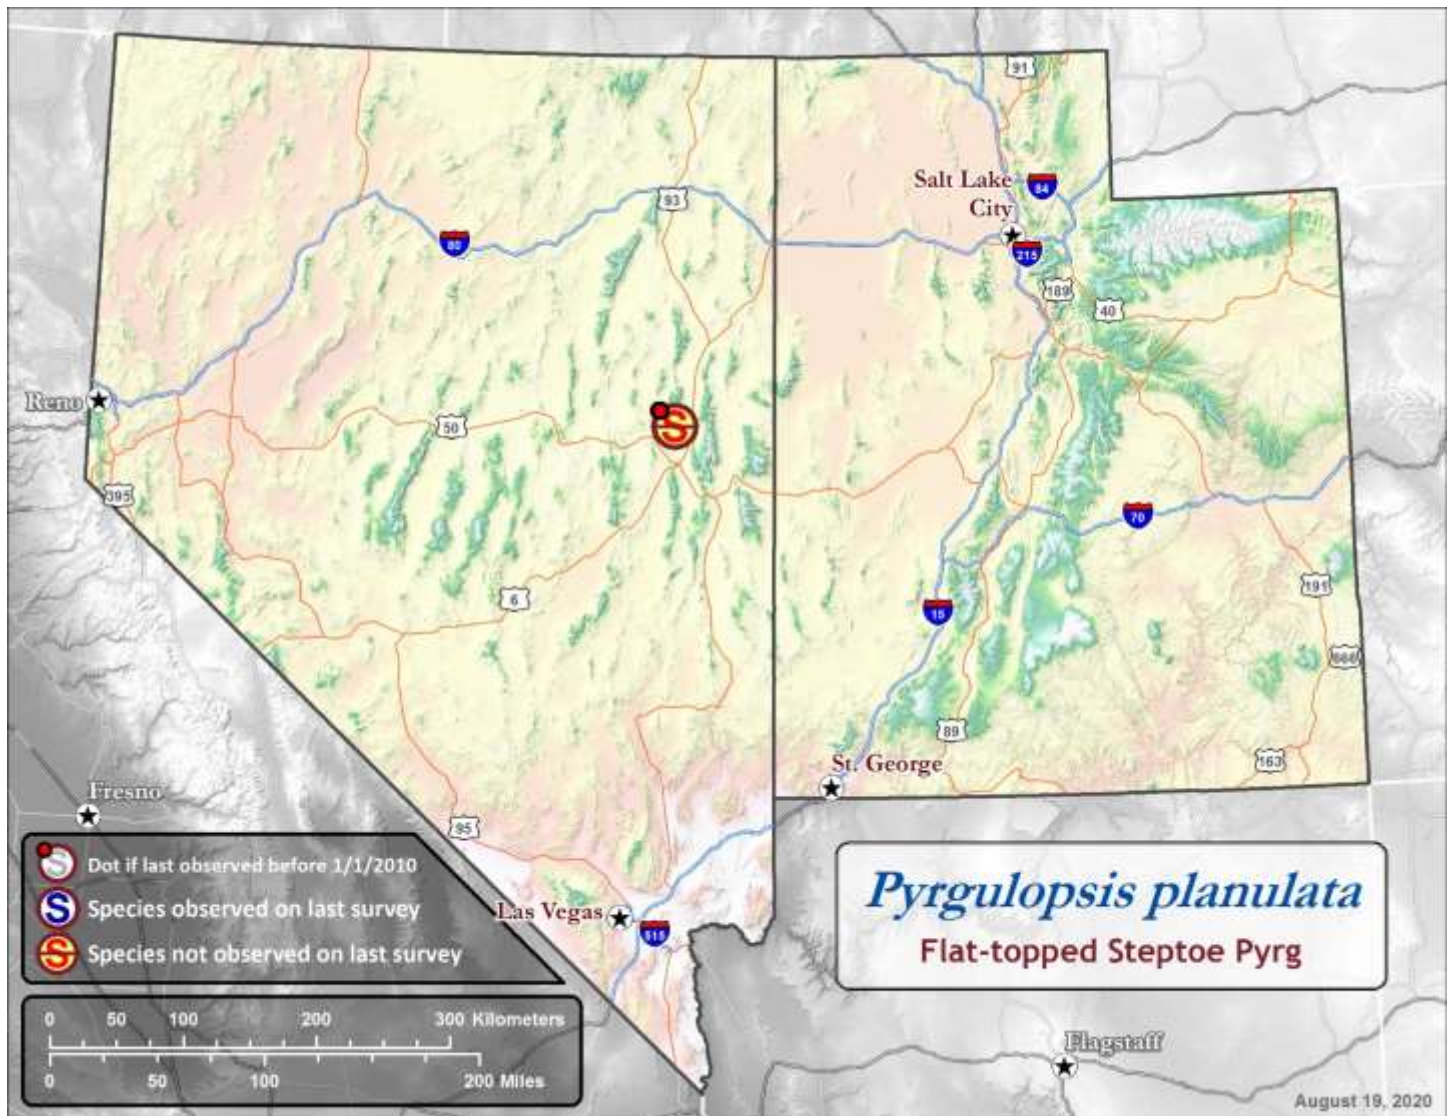 91
Salt Lake
City
84
93
80
215
189
40
Reno
50
395
70
6
191
15
666
89
St. George
163
Fresno
95
Dot if last observed before 1/1/2010
S Species observed on last survey
S Species not observed on last survey
Las Vegas
515
Pyrgulopsis planulata
Flat-topped Steptoe Pyrg
0 50 100 200 300 Kilometers
0 50 100 200 Miles
Flagstaff
August 19, 2020